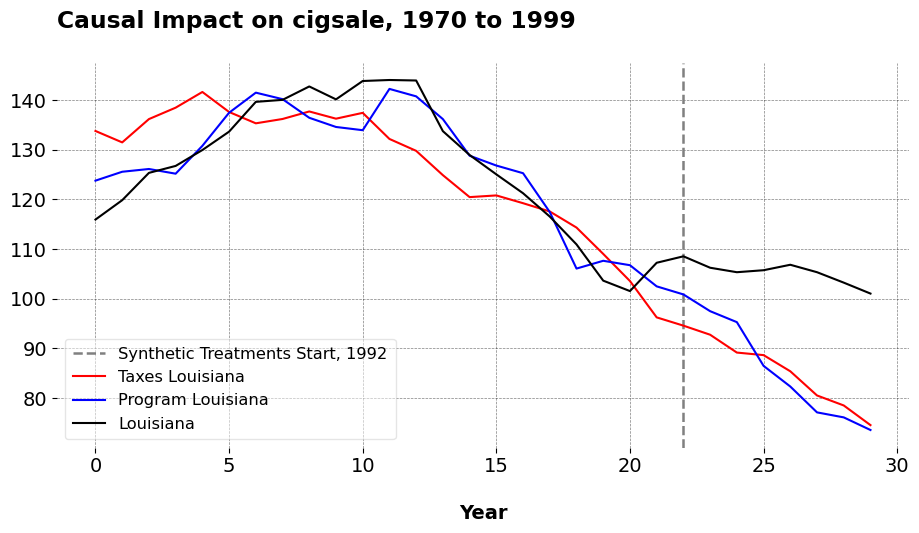 Causal Impact on cigsale, 1970 to 1999
140
130
120
110
100
90
80
Synthetic Treatments Start, 1992
Taxes Louisiana
Program Louisiana
Louisiana
0 5 10 15 20 25 30
Year